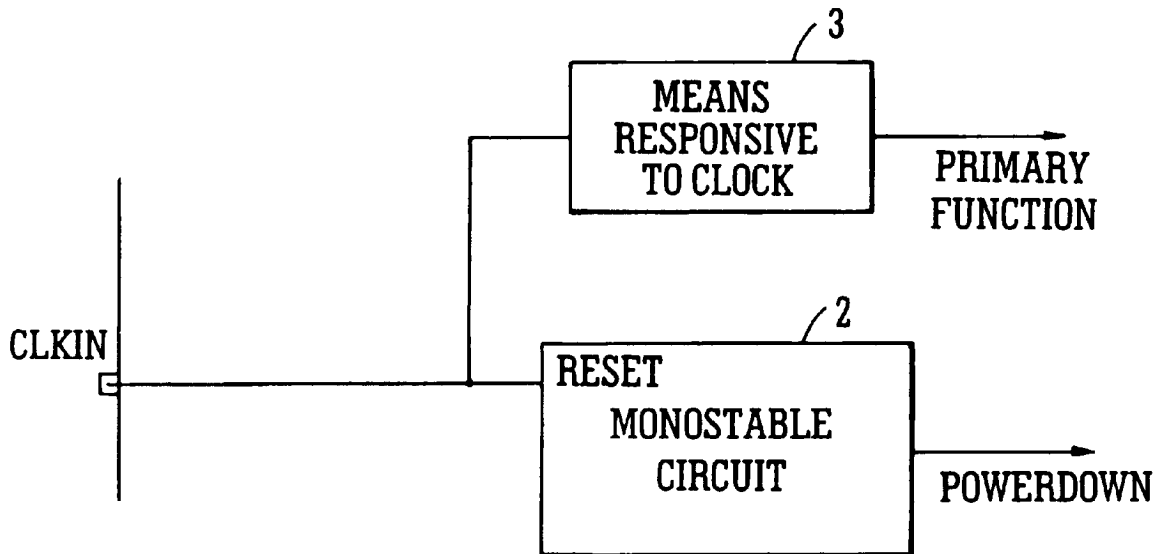 3
MEANS
RESPONSIVE
TO CLOCK
PRIMARY
FUNCTION
2
CLKIN
RESET
MONOSTABLE
CIRCUIT
POWERDOWN